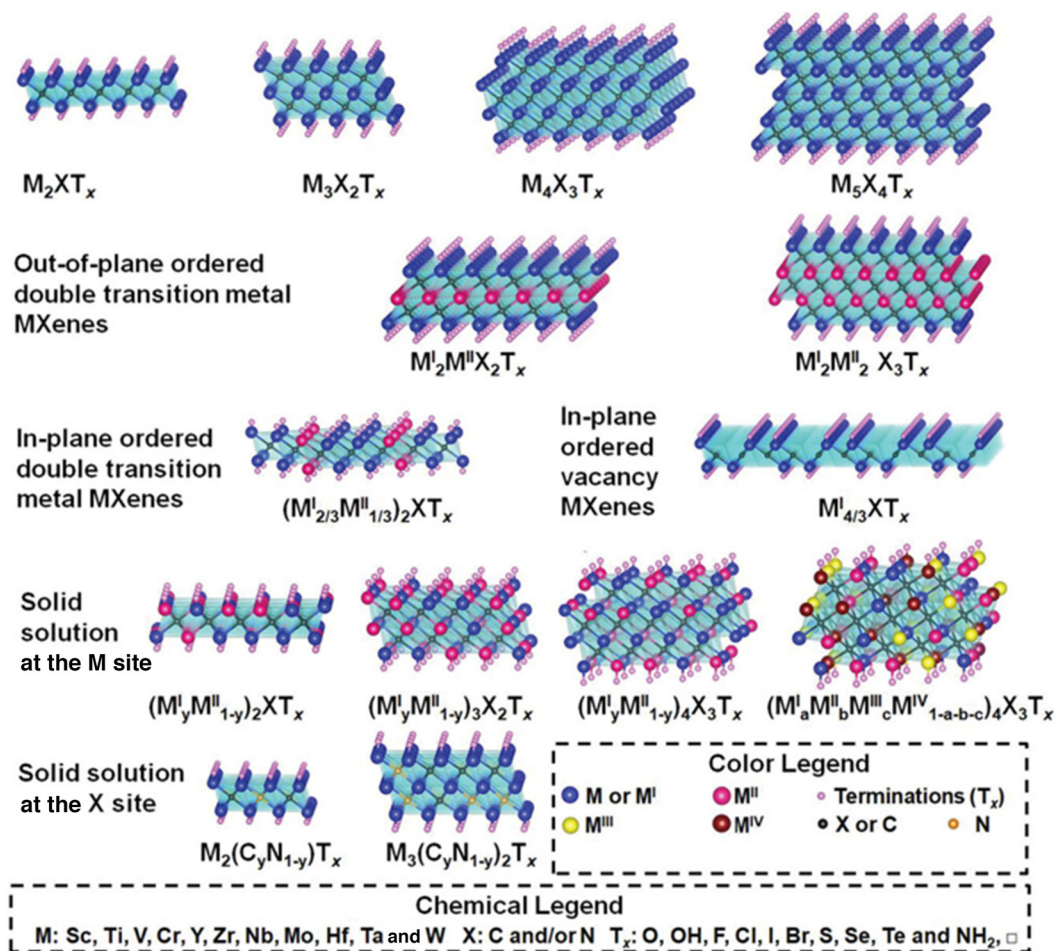 M₂XTₓ
M₃X₂Tₓ
M₄X₃Tₓ
M₅X₄Tₓ
Out-of-plane ordered
double transition metal
MXenes
Mᴵ₂MᴵᴵX₂Tₓ
Mᴵ₂Mᴵᴵ₂ X₃Tₓ
In-plane ordered
double transition
metal MXenes
(Mᴵ₂/₃Mᴵᴵ₁/₃)₂XTₓ
In-plane
ordered
vacancy
MXenes
Mᴵ₄/₃XTₓ
Solid
solution
at the M site
(MᴵyMᴵᴵ₁₋y)₂XTₓ
(MᴵyMᴵᴵ₁₋y)₃X₂Tₓ
(MᴵyMᴵᴵ₁₋y)₄X₃Tₓ
(MᴵₐMᴵᴵbMᴵᴵᴵcMᴵⱽ₁₋ₐ₋b₋c)₄X₃Tₓ
Solid solution
at the X site
M₂(CyN₁₋y)Tₓ
M₃(CyN₁₋y)₂Tₓ
Color Legend
M or Mᴵ
Mᴵᴵ
Terminations (Tₓ)
Mᴵᴵᴵ
Mᴵⱽ
X or C
N
Chemical Legend
M: Sc, Ti, V, Cr, Y, Zr, Nb, Mo, Hf, Ta and W X: C and/or N Tₓ: O, OH, F, Cl, I, Br, S, Se, Te and NH₂, □